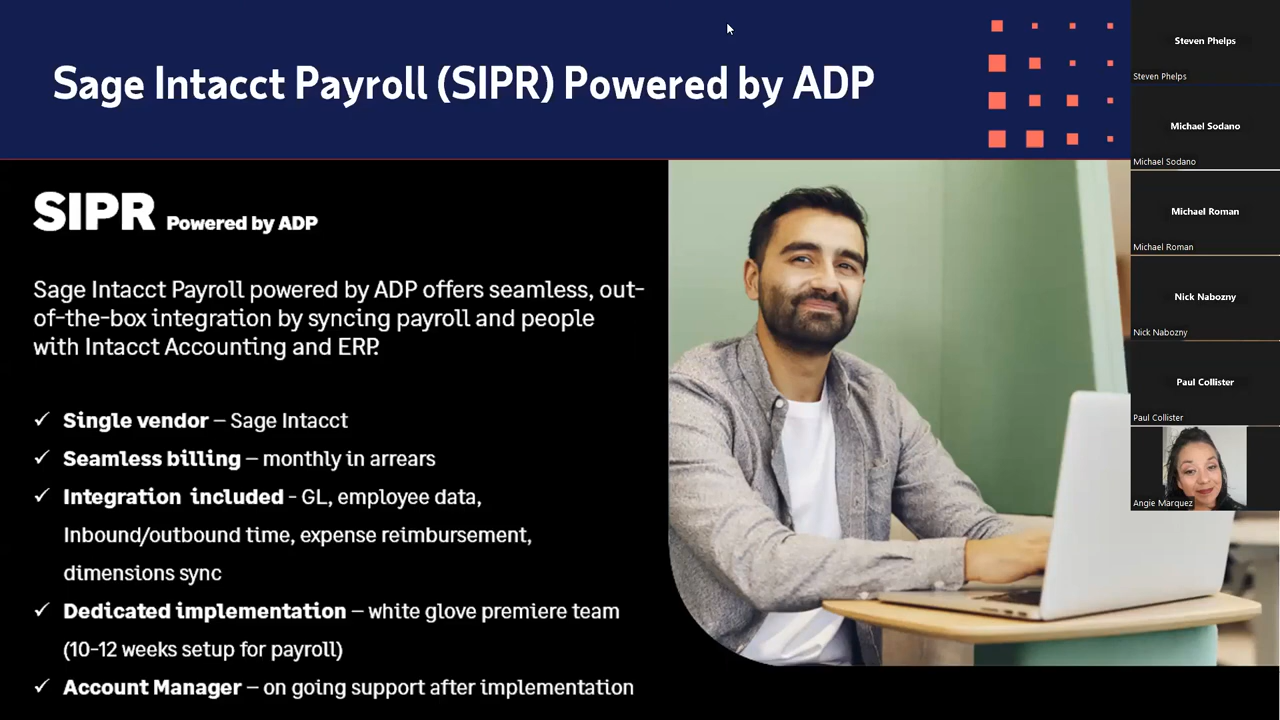 Sage Intacct Payroll (SIPR) Powered by ADP
SIPR Powered by ADP
Sage Intacct Payroll powered by ADP offers seamless, out-
of-the-box integration by syncing payroll and people
with Intacct Accounting and ERP.
✓ Single vendor – Sage Intacct
✓ Seamless billing – monthly in arrears
✓ Integration included - GL, employee data,
Inbound/outbound time, expense reimbursement,
dimensions sync
✓ Dedicated implementation – white glove premiere team
(10-12 weeks setup for payroll)
✓ Account Manager – on going support after implementation
Steven Phelps
Steven Phelps
Michael Sodano
Michael Sodano
Michael Roman
Michael Roman
Nick Nabozny
Nick Nabozny
Paul Collister
Paul Collister
Angie Marquez